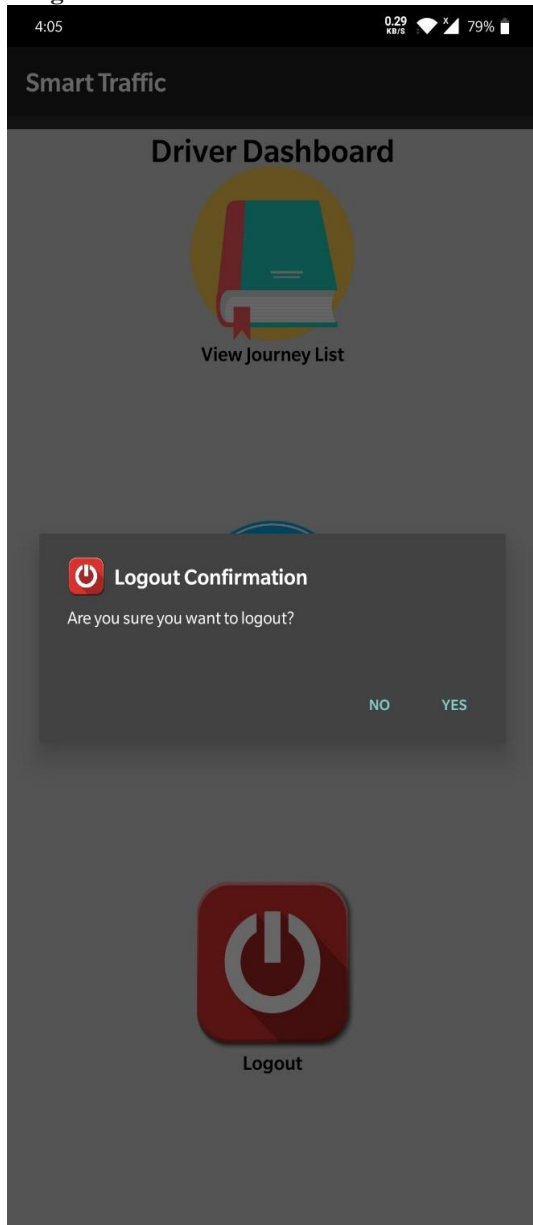 4:05
0.29
KB/S
X
79%
Smart Traffic
Driver Dashboard
View Journey List
Logout Confirmation
Are you sure you want to logout?
NO YES
Logout